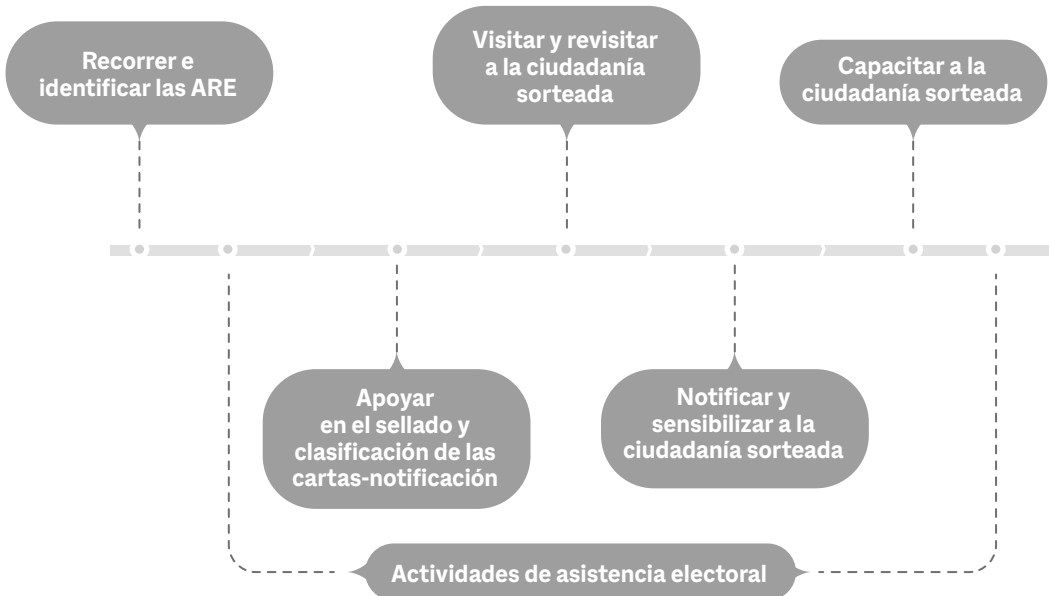 Recorrer e
identificar las ARE
Visitar y revisitar
a la ciudadanía
sorteada
Capacitar a la
ciudadanía sorteada
Apoyar
en el sellado y
clasificación de las
cartas-notificación
Notificar y
sensibilizar a la
ciudadanía sorteada
Actividades de asistencia electoral